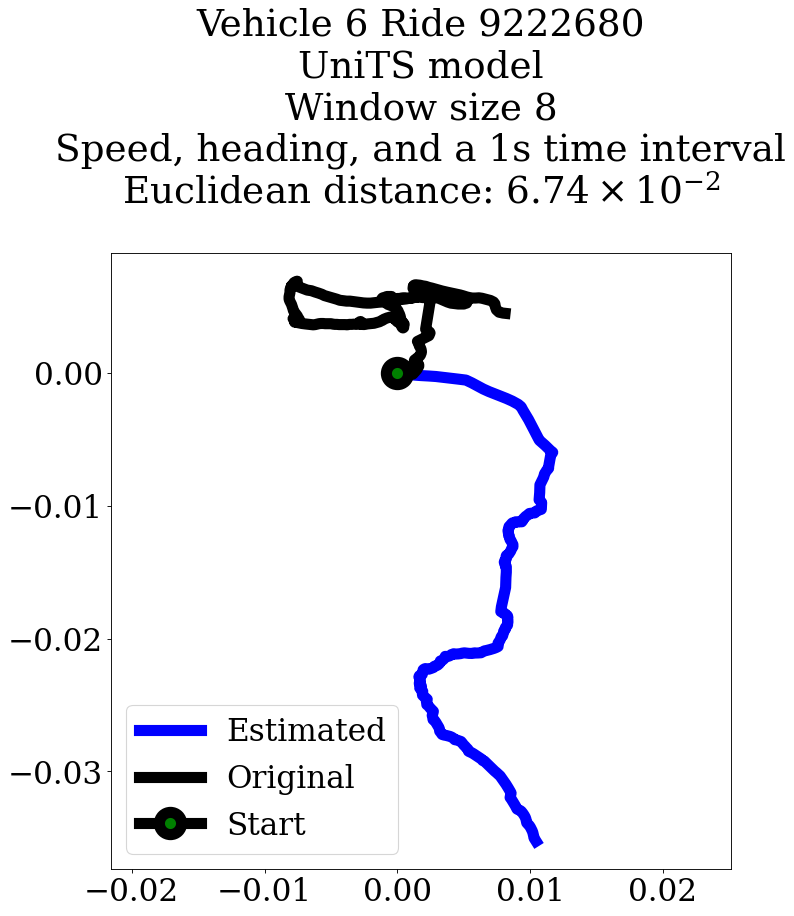 Vehicle 6 Ride 9222680
UniTS model
Window size 8
Speed, heading, and a 1s time interval
Euclidean distance: 6.74 × 10⁻²
0.00
−0.01
−0.02
−0.03
Estimated
Original
Start
−0.02 −0.01 0.00 0.01 0.02